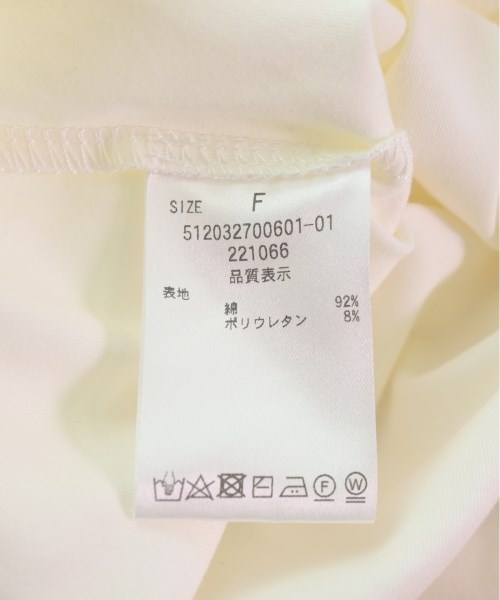 SIZE F
512032700601-01
221066
品質表示
表地
綿 92%
ポリウレタン 8%
F W